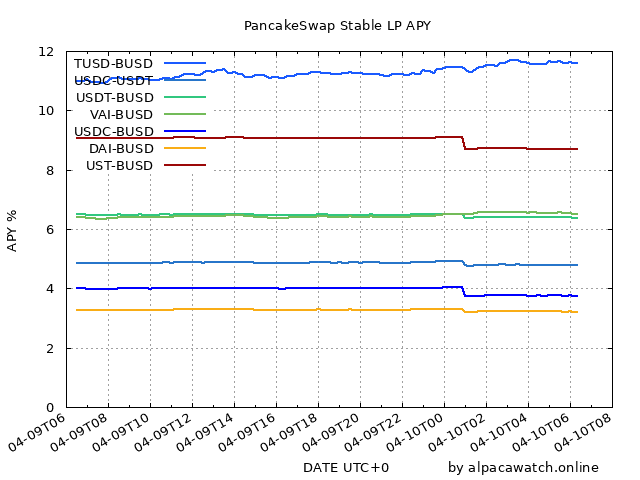 PancakeSwap Stable LP APY
TUSD-BUSD
USDC-USDT
USDT-BUSD
VAI-BUSD
USDC-BUSD
DAI-BUSD
UST-BUSD
APY %
12
10
8
6
4
2
0
04-09T06
04-09T08
04-09T10
04-09T12
04-09T14
04-09T16
04-09T18
04-09T20
04-09T22
04-10T00
04-10T02
04-10T04
04-10T06
04-10T08
DATE UTC+0
by alpacawatch.online